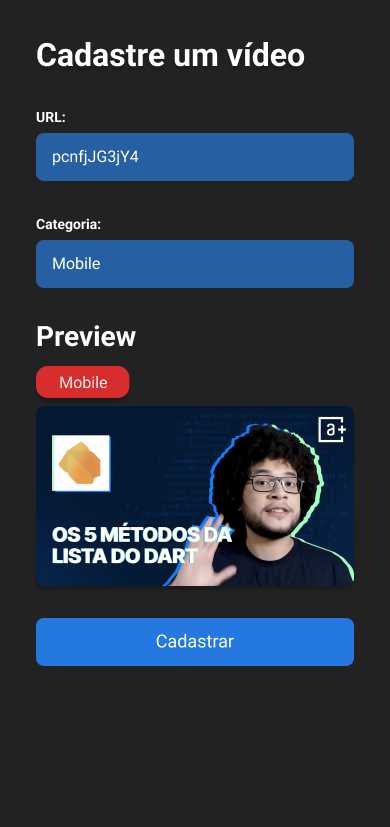 Cadastre um vídeo
URL:
pcnfjJG3jY4
Categoria:
Mobile
Preview
Mobile
a+
OS 5 MÉTODOS DA
LISTA DO DART
Cadastrar